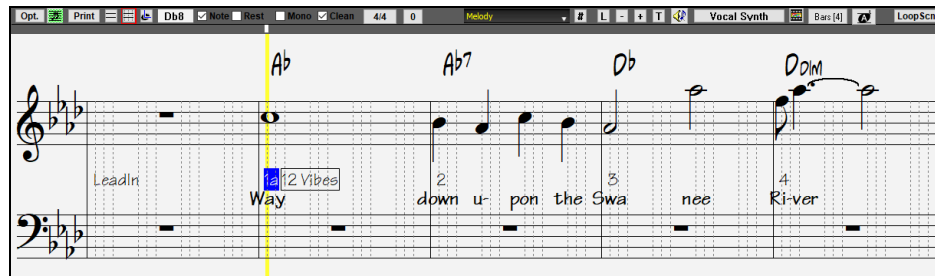 Opt. Print Db8 Note Rest Mono Clean 4/4 0 Melody # L - + T Vocal Synth Bars [4] LoopScn
Ab Ab7 Db Ddim
LeadIn 1a 12 Vibes 2 3 4
Way down u- pon the Swa nee Ri-ver